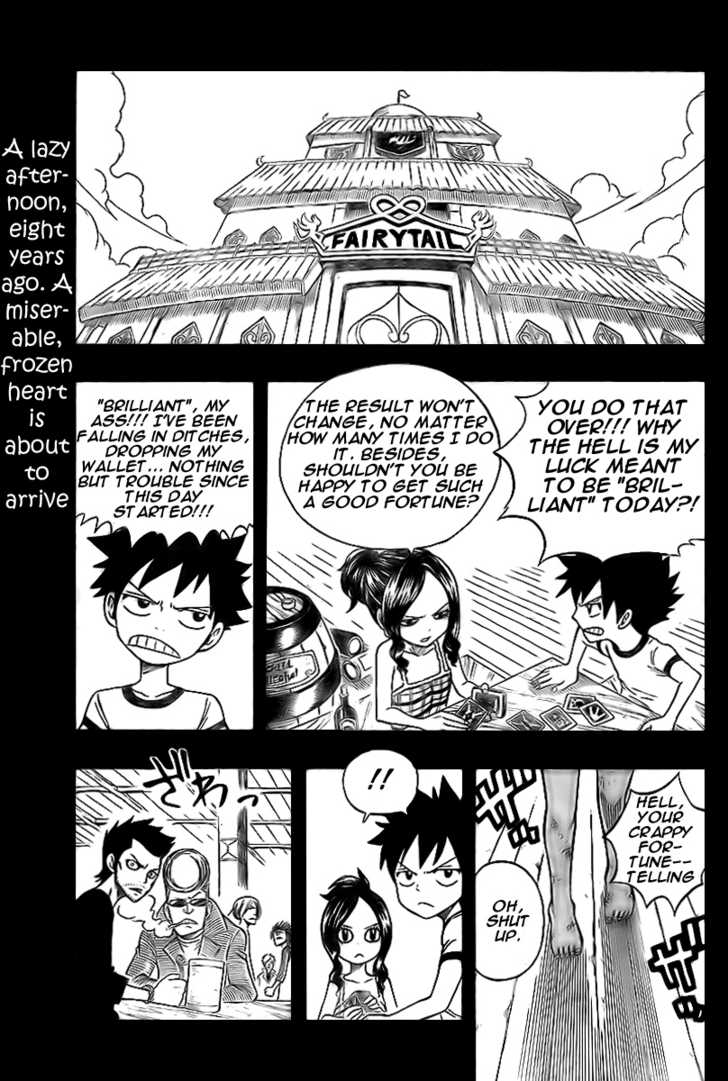 A lazy
after-
noon,
eight
years
ago. A
miser-
able,
frozen
heart
is
about
to
arrive
FAIRYTAIL
YOU DO THAT
OVER!!! WHY
THE HELL IS MY
LUCK MEANT
TO BE "BRIL-
LIANT" TODAY?!
THE RESULT WON'T
CHANGE, NO MATTER
HOW MANY TIMES I DO
IT. BESIDES,
SHOULDN'T YOU BE
HAPPY TO GET SUCH
A GOOD FORTUNE?
"BRILLIANT", MY
ASS!!! I'VE BEEN
FALLING IN DITCHES,
DROPPING MY
WALLET... NOTHING
BUT TROUBLE SINCE
THIS DAY
STARTED!!!
HELL,
YOUR
CRAPPY
FOR-
TUNE--
TELLING
OH,
SHUT
UP.
!!
ざわっ